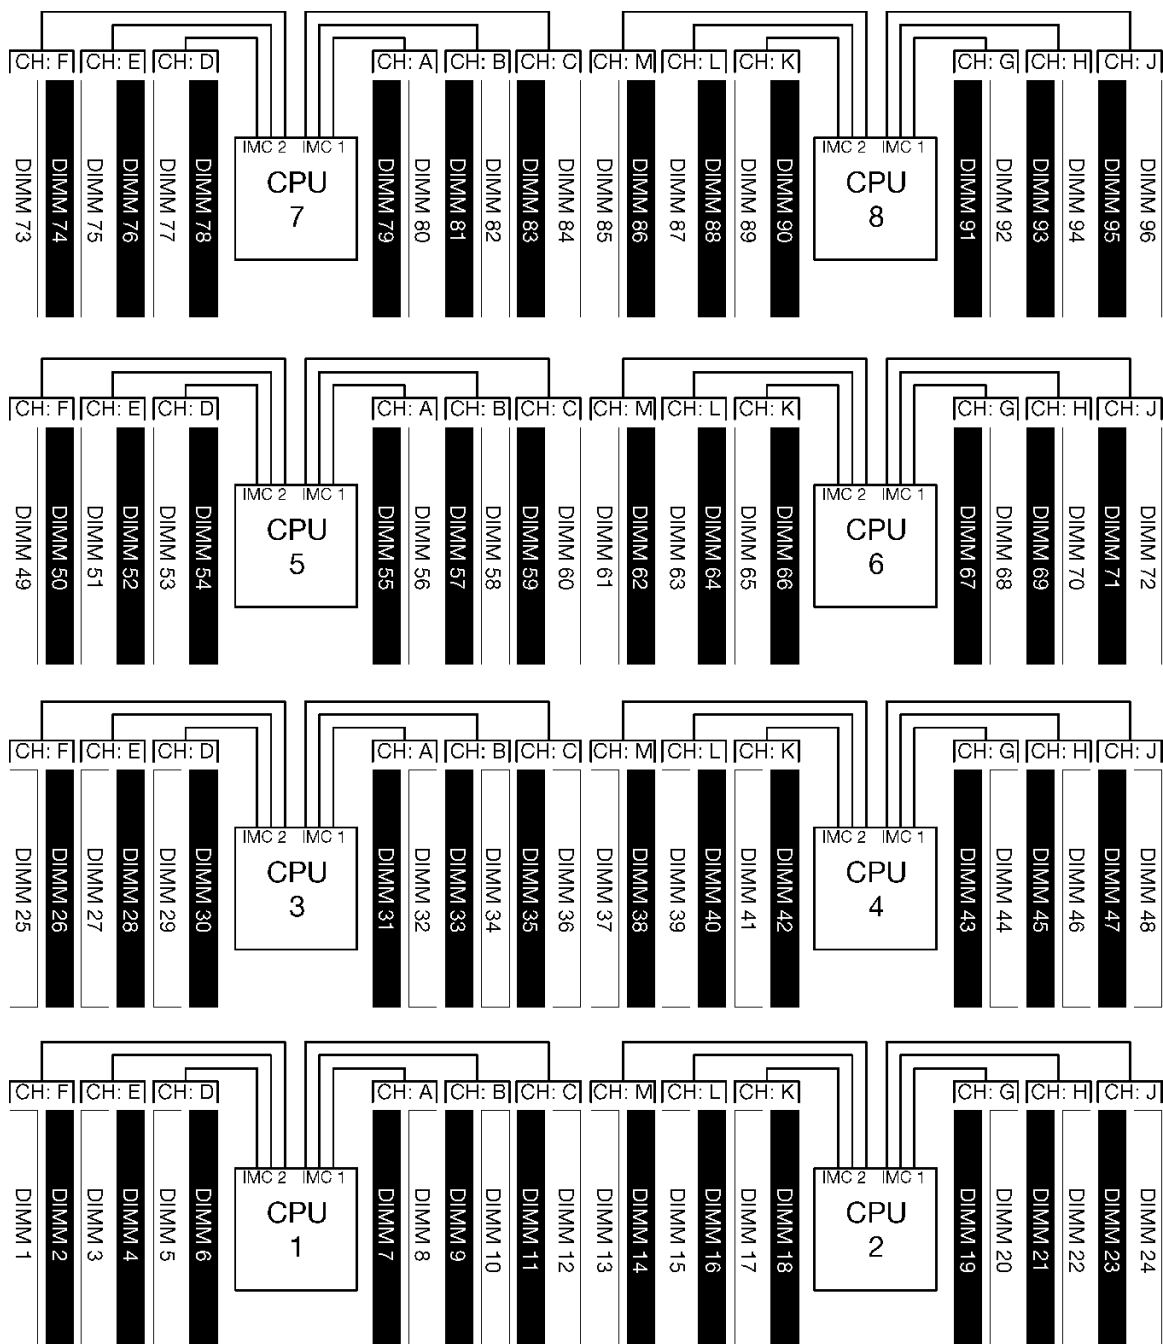 CH: F CH: E CH: D CH: A CH: B CH: C CH: M CH: L CH: K CH: G CH: H CH: J
IMC 2 IMC 1 IMC 2 IMC 1
DIMM 73 DIMM 74 DIMM 75 DIMM 76 DIMM 77 DIMM 78 CPU 7 DIMM 79 DIMM 80 DIMM 81 DIMM 82 DIMM 83 DIMM 84 DIMM 85 DIMM 86 DIMM 87 DIMM 88 DIMM 89 DIMM 90 CPU 8 DIMM 91 DIMM 92 DIMM 93 DIMM 94 DIMM 95 DIMM 96
CH: F CH: E CH: D CH: A CH: B CH: C CH: M CH: L CH: K CH: G CH: H CH: J
IMC 2 IMC 1 IMC 2 IMC 1
DIMM 49 DIMM 50 DIMM 51 DIMM 52 DIMM 53 DIMM 54 CPU 5 DIMM 55 DIMM 56 DIMM 57 DIMM 58 DIMM 59 DIMM 60 DIMM 61 DIMM 62 DIMM 63 DIMM 64 DIMM 65 DIMM 66 CPU 6 DIMM 67 DIMM 68 DIMM 69 DIMM 70 DIMM 71 DIMM 72
CH: F CH: E CH: D CH: A CH: B CH: C CH: M CH: L CH: K CH: G CH: H CH: J
IMC 2 IMC 1 IMC 2 IMC 1
DIMM 25 DIMM 26 DIMM 27 DIMM 28 DIMM 29 DIMM 30 CPU 3 DIMM 31 DIMM 32 DIMM 33 DIMM 34 DIMM 35 DIMM 36 DIMM 37 DIMM 38 DIMM 39 DIMM 40 DIMM 41 DIMM 42 CPU 4 DIMM 43 DIMM 44 DIMM 45 DIMM 46 DIMM 47 DIMM 48
CH: F CH: E CH: D CH: A CH: B CH: C CH: M CH: L CH: K CH: G CH: H CH: J
IMC 2 IMC 1 IMC 2 IMC 1
DIMM 1 DIMM 2 DIMM 3 DIMM 4 DIMM 5 DIMM 6 CPU 1 DIMM 7 DIMM 8 DIMM 9 DIMM 10 DIMM 11 DIMM 12 DIMM 13 DIMM 14 DIMM 15 DIMM 16 DIMM 17 DIMM 18 CPU 2 DIMM 19 DIMM 20 DIMM 21 DIMM 22 DIMM 23 DIMM 24